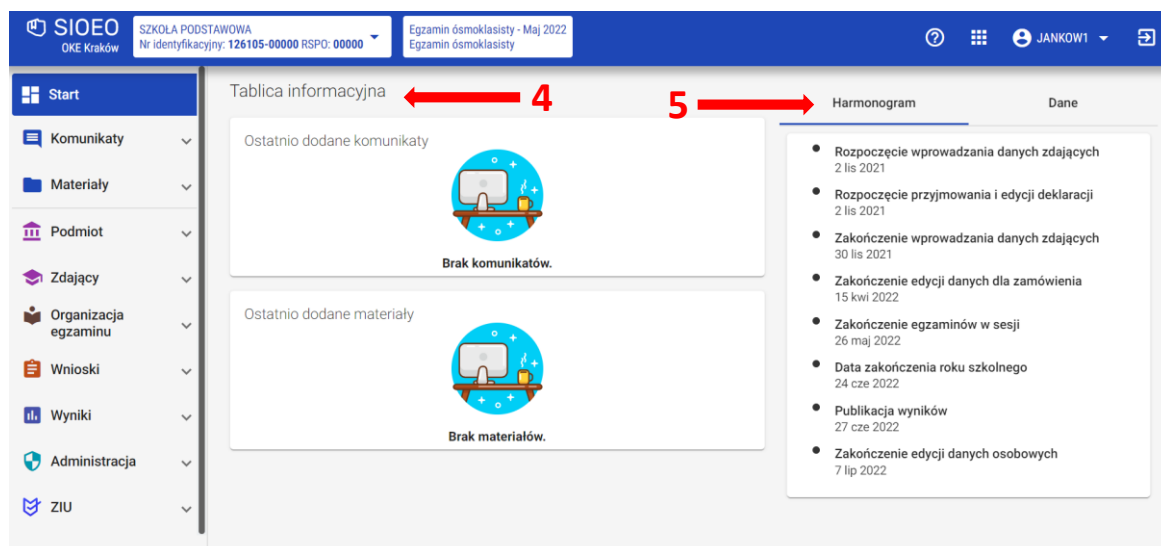 SIOEO
OKE Kraków
SZKOŁA PODSTAWOWA
Nr identyfikacyjny: 126105-00000 RSPO: 00000
Egzamin ósmoklasisty - Maj 2022
Egzamin ósmoklasisty
JANKOW1
Start
Komunikaty
Materiały
Podmiot
Zdający
Organizacja
egzaminu
Wnioski
Wyniki
Administracja
ZIU
Tablica informacyjna
4
Ostatnio dodane komunikaty
Brak komunikatów.
Ostatnio dodane materiały
Brak materiałów.
5
Harmonogram
Dane
Rozpoczęcie wprowadzania danych zdających
2 lis 2021
Rozpoczęcie przyjmowania i edycji deklaracji
2 lis 2021
Zakończenie wprowadzania danych zdających
30 lis 2021
Zakończenie edycji danych dla zamówienia
15 kwi 2022
Zakończenie egzaminów w sesji
26 maj 2022
Data zakończenia roku szkolnego
24 cze 2022
Publikacja wyników
27 cze 2022
Zakończenie edycji danych osobowych
7 lip 2022